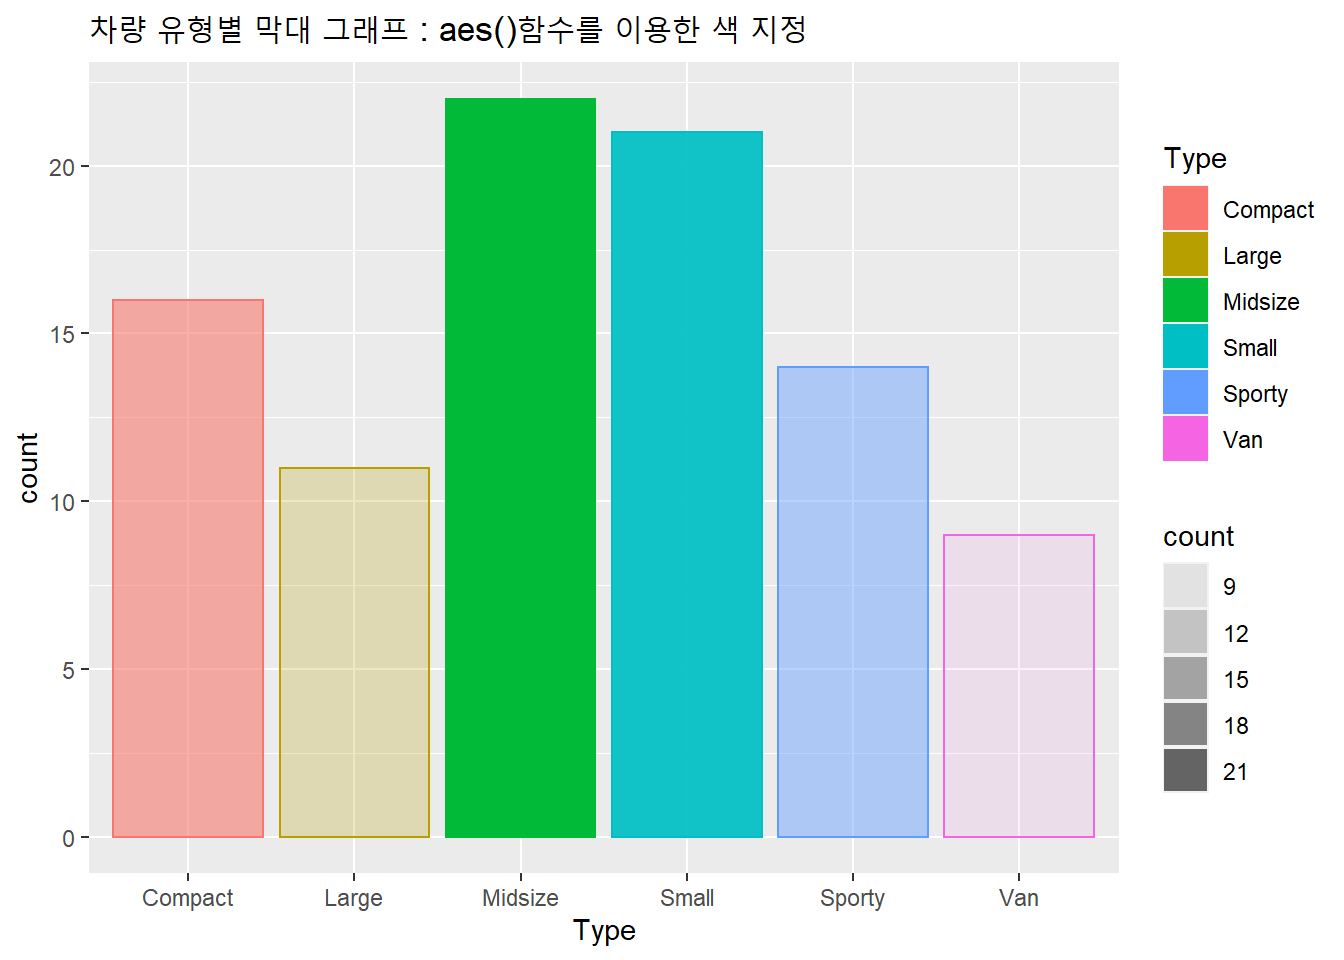 차량 유형별 막대 그래프 : aes()함수를 이용한 색 지정
count
20
15
10
5
0
Compact Large Midsize Small Sporty Van
Type
Type
Compact
Large
Midsize
Small
Sporty
Van
count
9
12
15
18
21